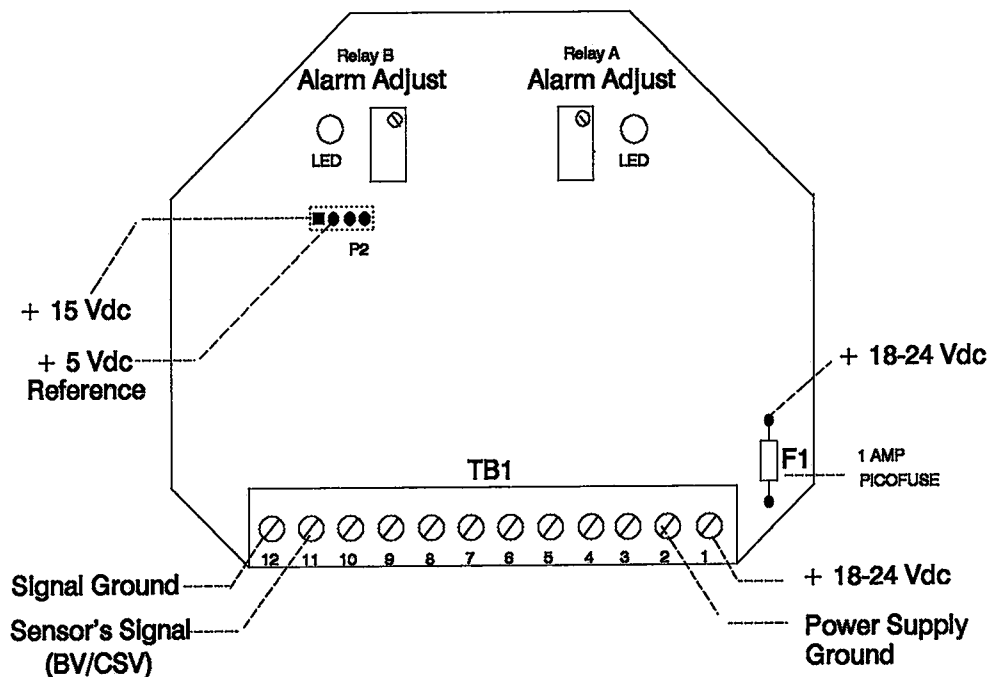 Relay B
Alarm Adjust
Relay A
Alarm Adjust
LED
LED
P2
+ 15 Vdc
+ 5 Vdc
Reference
+ 18-24 Vdc
F1
1 AMP
PICOFUSE
TB1
12 11 10 9 8 7 6 5 4 3 2 1
Signal Ground
+ 18-24 Vdc
Sensor's Signal
(BV/CSV)
Power Supply
Ground